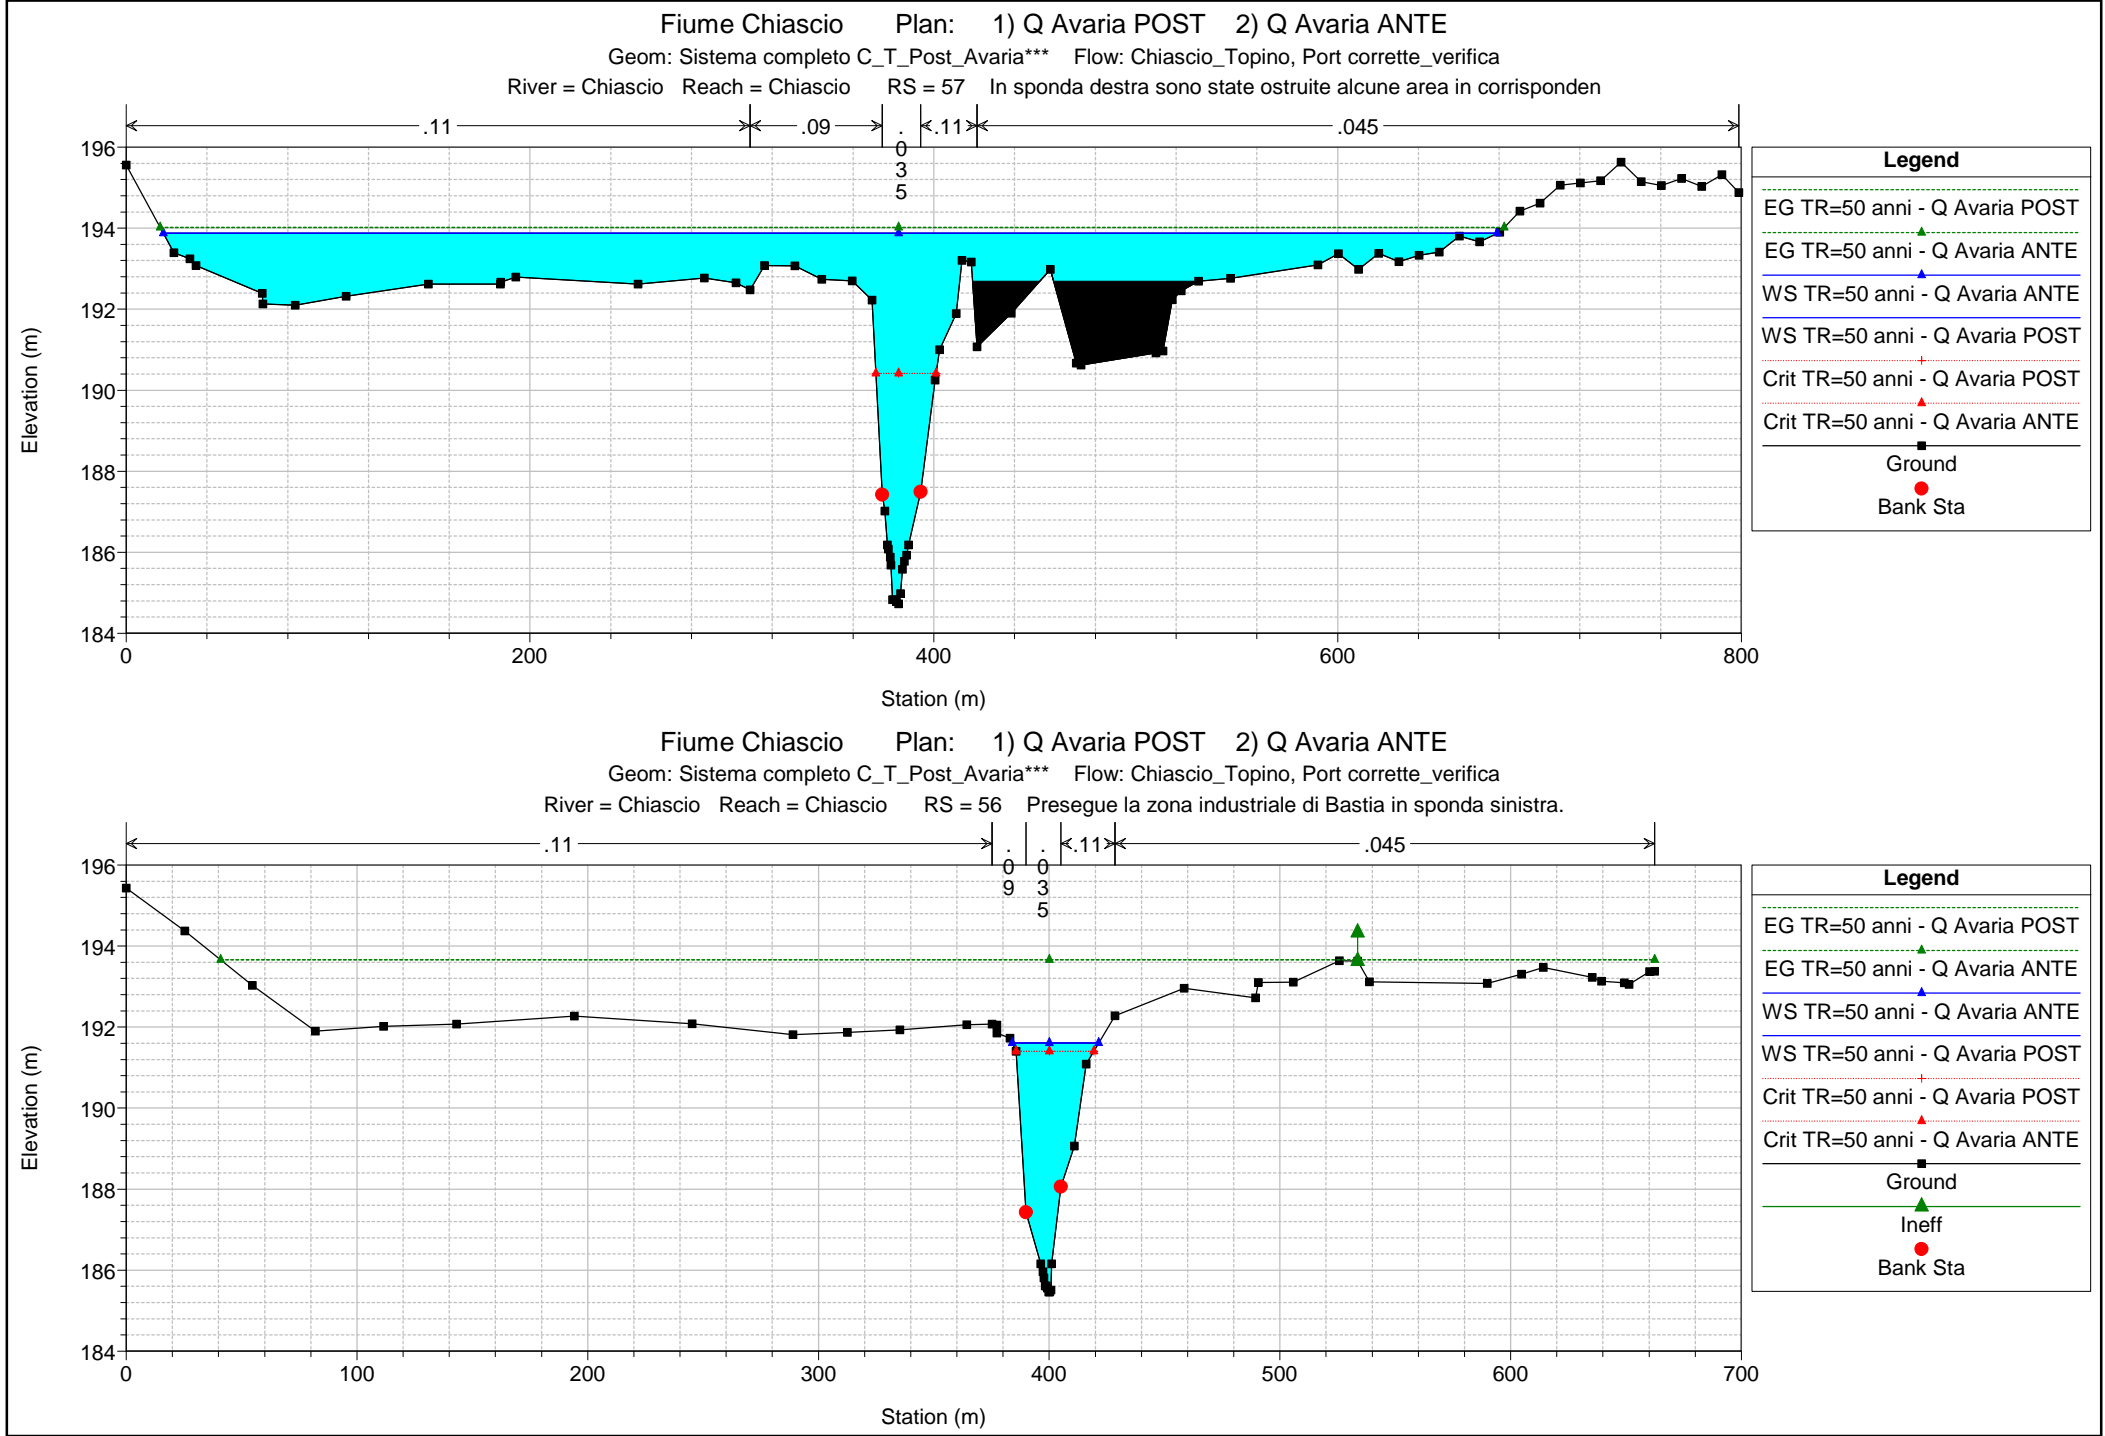 Fiume Chiascio Plan: 1) Q Avaria POST 2) Q Avaria ANTE
Geom: Sistema completo C_T_Post_Avaria*** Flow: Chiascio_Topino, Port corrette_verifica
River = Chiascio Reach = Chiascio RS = 57 In sponda destra sono state ostruite alcune area in corrisponden
.11 .09 .035 .11 .045
196
194
192
190
188
186
184
Elevation (m)
0 200 400 600 800
Station (m)
Legend
EG TR=50 anni - Q Avaria POST
EG TR=50 anni - Q Avaria ANTE
WS TR=50 anni - Q Avaria ANTE
WS TR=50 anni - Q Avaria POST
Crit TR=50 anni - Q Avaria POST
Crit TR=50 anni - Q Avaria ANTE
Ground
Bank Sta
Fiume Chiascio Plan: 1) Q Avaria POST 2) Q Avaria ANTE
Geom: Sistema completo C_T_Post_Avaria*** Flow: Chiascio_Topino, Port corrette_verifica
River = Chiascio Reach = Chiascio RS = 56 Presegue la zona industriale di Bastia in sponda sinistra.
.11 .09 .035 .11 .045
196
194
192
190
188
186
184
Elevation (m)
0 100 200 300 400 500 600 700
Station (m)
Legend
EG TR=50 anni - Q Avaria POST
EG TR=50 anni - Q Avaria ANTE
WS TR=50 anni - Q Avaria ANTE
WS TR=50 anni - Q Avaria POST
Crit TR=50 anni - Q Avaria POST
Crit TR=50 anni - Q Avaria ANTE
Ground
Ineff
Bank Sta